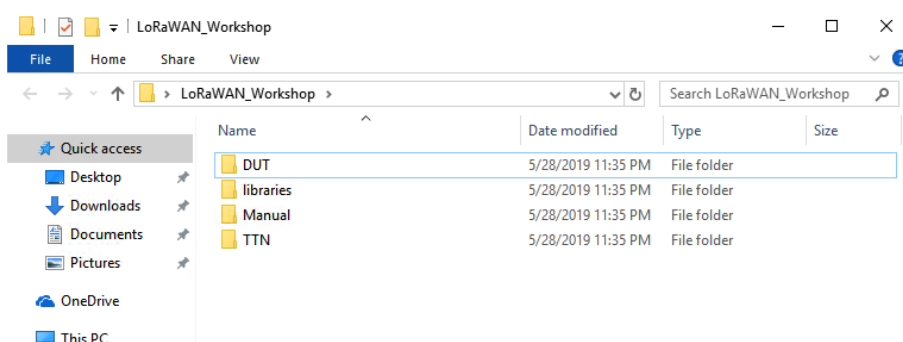 LoRaWAN_Workshop
File Home Share View
LoRaWAN_Workshop
Search LoRaWAN_Workshop
Name Date modified Type Size
Quick access
Desktop
Downloads
Documents
Pictures
OneDrive
This PC
DUT 5/28/2019 11:35 PM File folder
libraries 5/28/2019 11:35 PM File folder
Manual 5/28/2019 11:35 PM File folder
TTN 5/28/2019 11:35 PM File folder